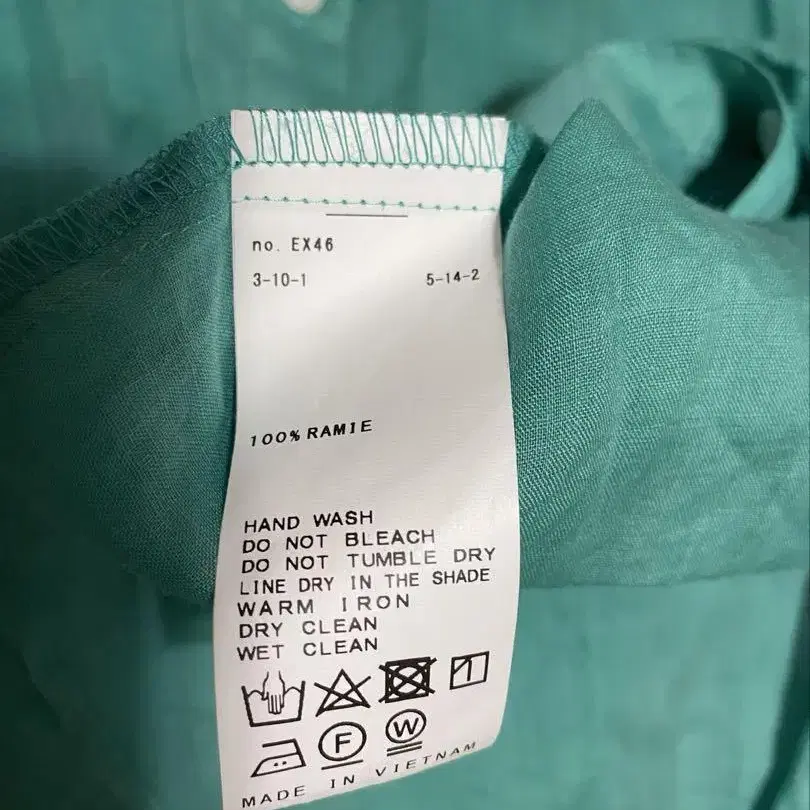 no. EX46
3-10-1 5-14-2
100% RAMIE
HAND WASH
DO NOT BLEACH
DO NOT TUMBLE DRY
LINE DRY IN THE SHADE
WARM IRON
DRY CLEAN
WET CLEAN
F W
MADE IN VIETNAM